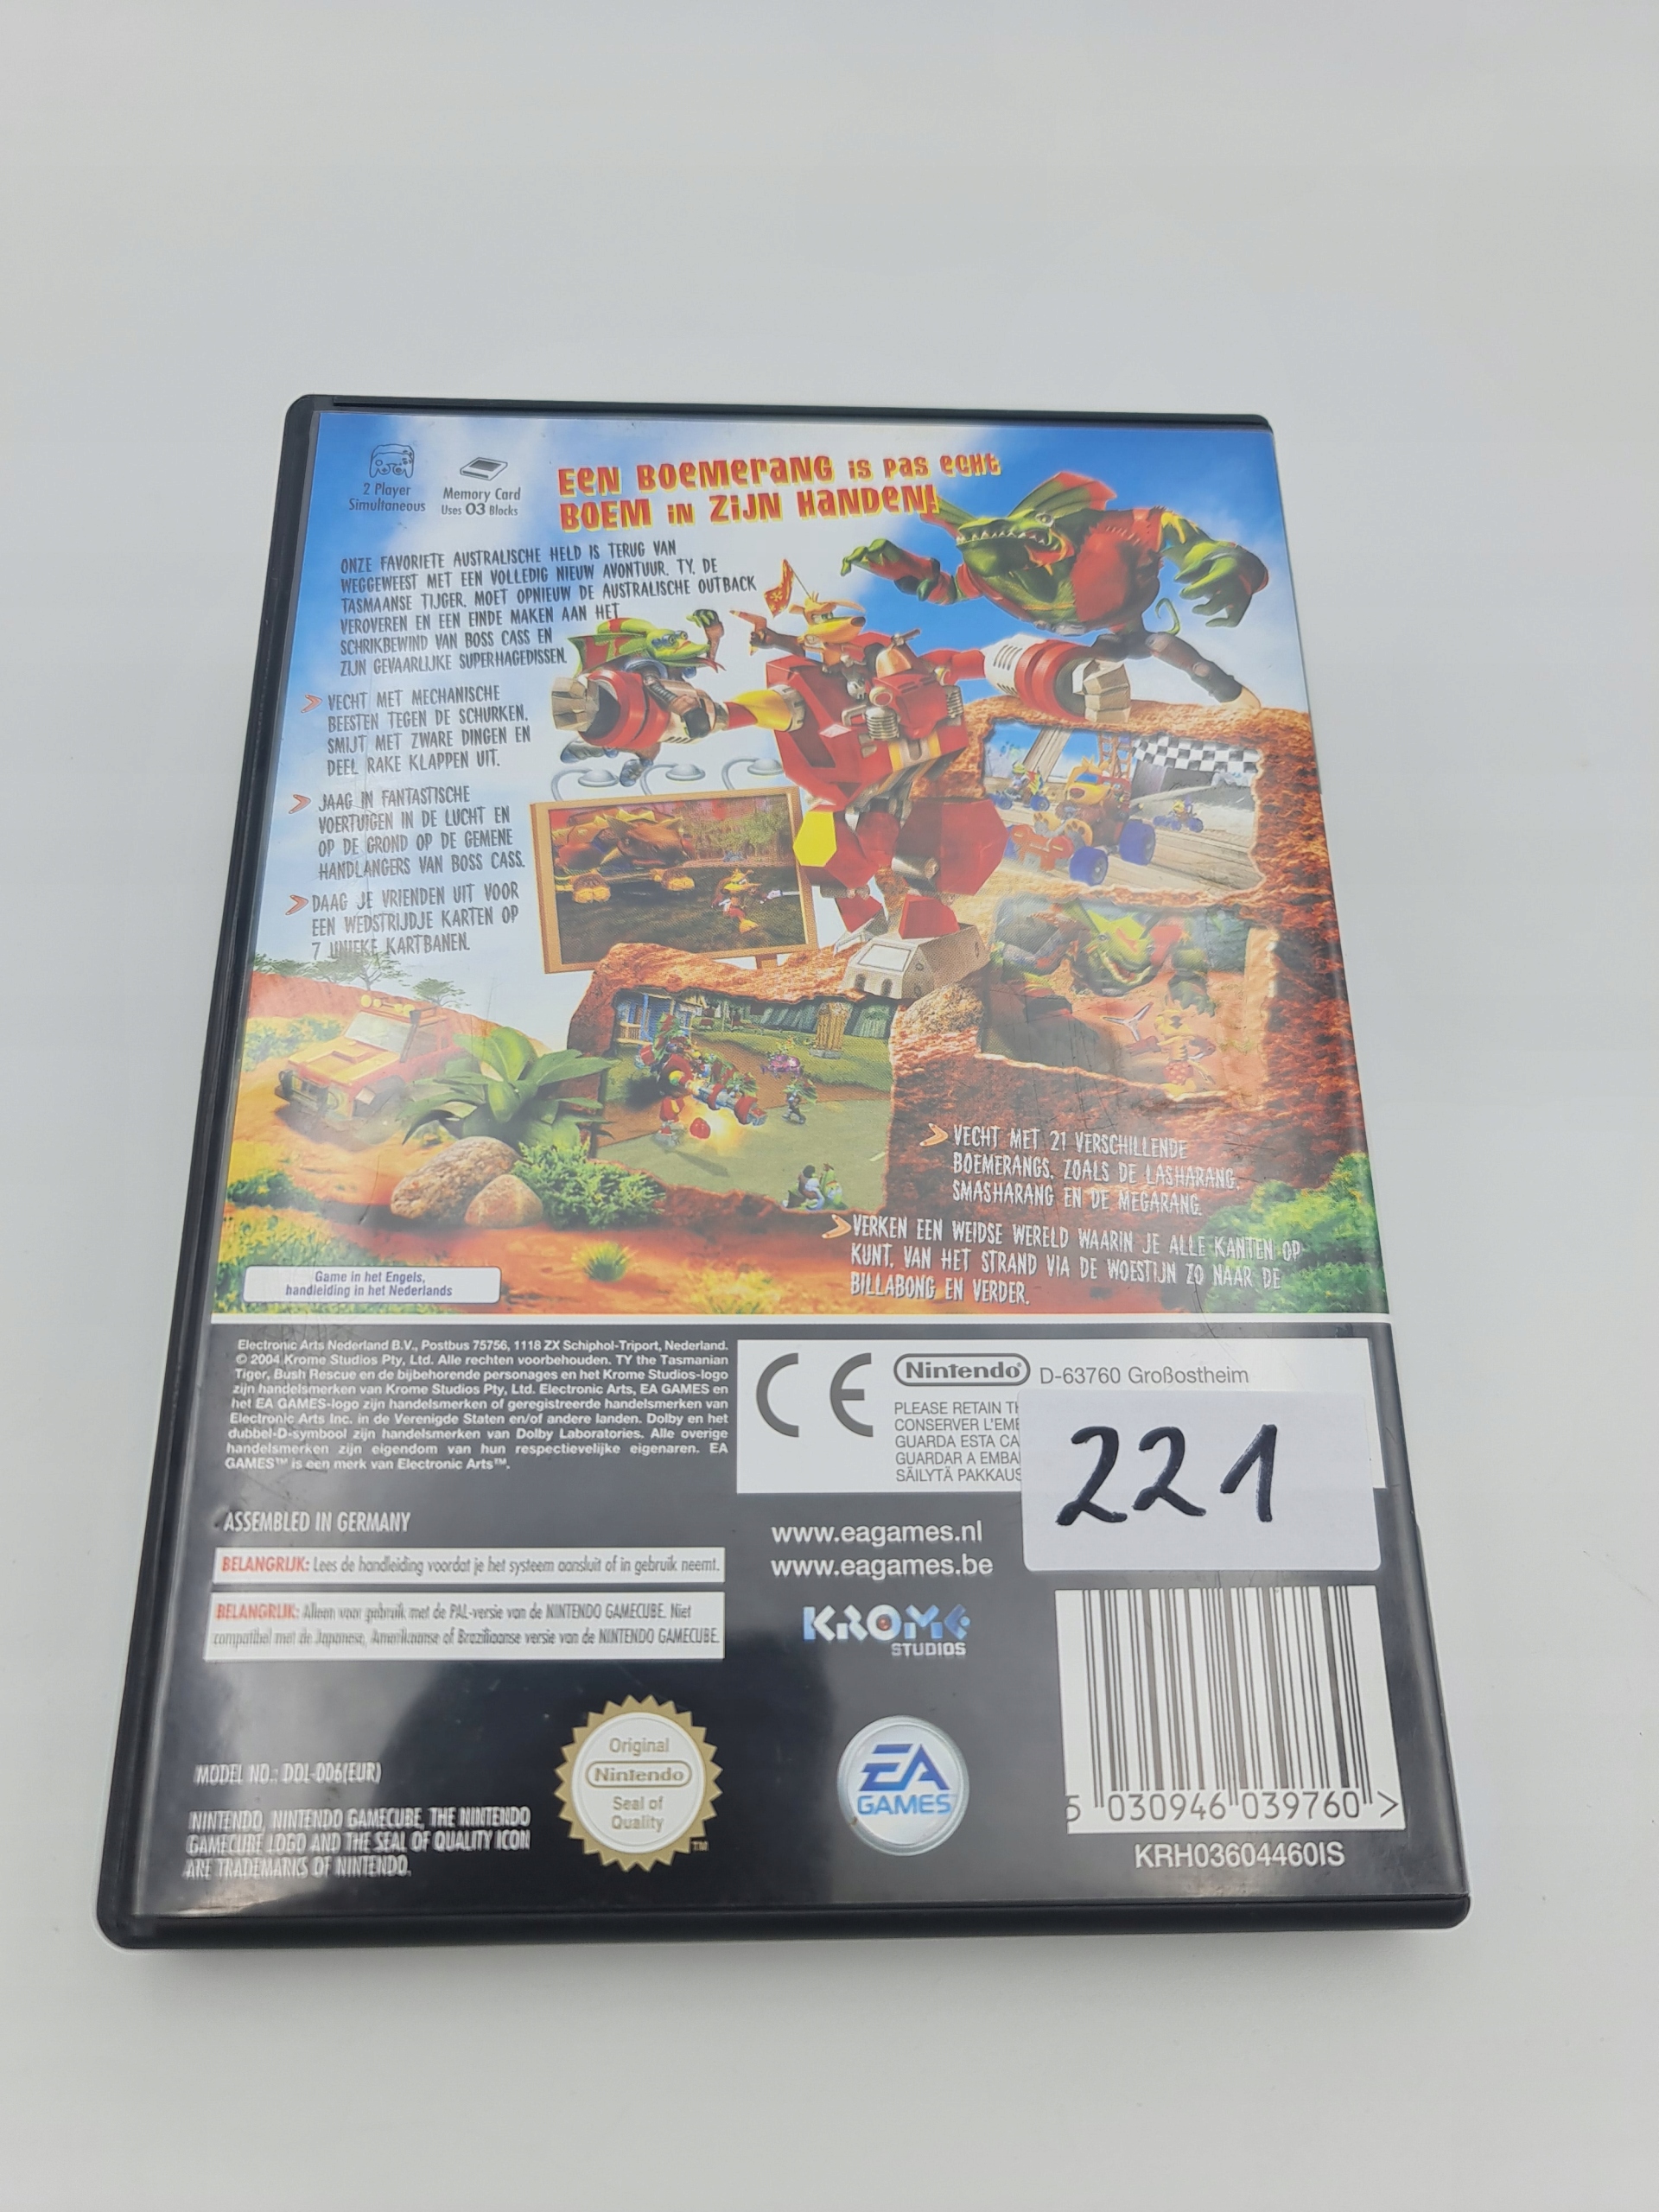 2 Player
Simultaneous
Memory Card
Uses 03 Blocks
EEN BOEMERANG IS PAS ECHT
BOEM IN ZIJN HANDEN!
ONZE FAVORIETE AUSTRALISCHE HELD IS TERUG VAN
WEGGEWEEST MET EEN VOLLEDIG NIEUW AVONTUUR. TY, DE
TASMAANSE TIJGER, MOET OPNIEUW DE AUSTRALISCHE OUTBACK
VEROVEREN EN EEN EINDE MAKEN AAN HET
SCHRIKBEWIND VAN BOSS CASS EN
ZIJN GEVAARLIJKE SUPERHAGEDISSEN.
VECHT MET MECHANISCHE
BEESTEN TEGEN DE SCHURKEN,
SMIJT MET ZWARE DINGEN EN
DEEL RAKE KLAPPEN UIT.
JAAG IN FANTASTISCHE
VOERTUIGEN IN DE LUCHT EN
OP DE GROND OP DE GEMENE
HANDLANGERS VAN BOSS CASS.
DAAG JE VRIENDEN UIT VOOR
EEN WEDSTRIJDJE KARTEN OP
7 UNIEKE KARTBANEN.
VECHT MET 21 VERSCHILLENDE
BOEMERANGS, ZOALS DE LASHARANG,
SMASHARANG EN DE MEGARANG.
VERKEN EEN WEIDSE WERELD WAARIN JE ALLE KANTEN OP
KUNT, VAN HET STRAND VIA DE WOESTIJN ZO NAAR DE
BILLABONG EN VERDER.
Game in het Engels,
handleiding in het Nederlands
Electronic Arts Nederland B.V., Postbus 75756, 1118 ZX Schiphol-Triport, Nederland.
© 2004 Krome Studios Pty, Ltd. Alle rechten voorbehouden. TY the Tasmanian
Tiger, Bush Rescue en de bijbehorende personages en het Krome Studios-logo
zijn handelsmerken van Krome Studios Pty, Ltd. Electronic Arts, EA GAMES en
het EA GAMES-logo zijn handelsmerken of geregistreerde handelsmerken van
Electronic Arts Inc. in de Verenigde Staten en/of andere landen. Dolby en het
dubbel-D-symbool zijn handelsmerken van Dolby Laboratories. Alle overige
handelsmerken zijn eigendom van hun respectievelijke eigenaren. EA
GAMES™ is een merk van Electronic Arts™.
CE
Nintendo® D-63760 Großostheim
PLEASE RETAIN TH
CONSERVER L'EME
GUARDA ESTA CA
GUARDAR A EMBA
SÄILYTÄ PAKKAUS
221
ASSEMBLED IN GERMANY
BELANGRIJK: Lees de handleiding voordat je het systeem aansluit of in gebruik neemt.
BELANGRIJK: Alleen voor gebruik met de PAL-versie van de NINTENDO GAMECUBE. Niet
compatibel met de Japanse, Amerikaanse of Braziliaanse versie van de NINTENDO GAMECUBE.
www.eagames.nl
www.eagames.be
KROME
STUDIOS
MODEL NO.: DOL-006(EUR)
NINTENDO, NINTENDO GAMECUBE, THE NINTENDO
GAMECUBE LOGO AND THE SEAL OF QUALITY ICON
ARE TRADEMARKS OF NINTENDO.
Original
Nintendo
Seal of
Quality
TM
EA
GAMES™
5 030946 039760 >
KRH03604460IS